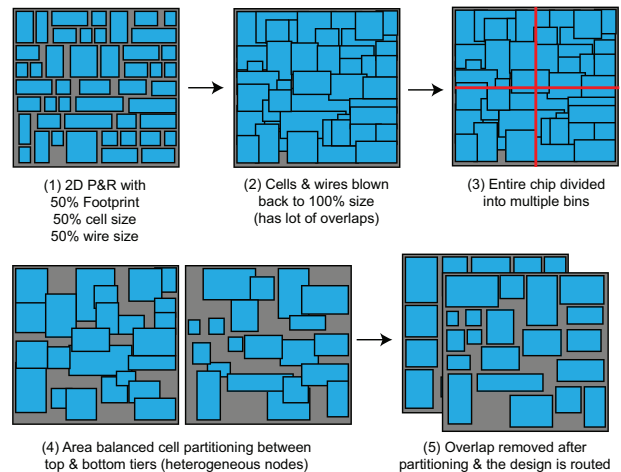 (1) 2D P&R with
50% Footprint
50% cell size
50% wire size
(2) Cells & wires blown
back to 100% size
(has lot of overlaps)
(3) Entire chip divided
into multiple bins
(4) Area balanced cell partitioning between
top & bottom tiers (heterogeneous nodes)
(5) Overlap removed after
partitioning & the design is routed